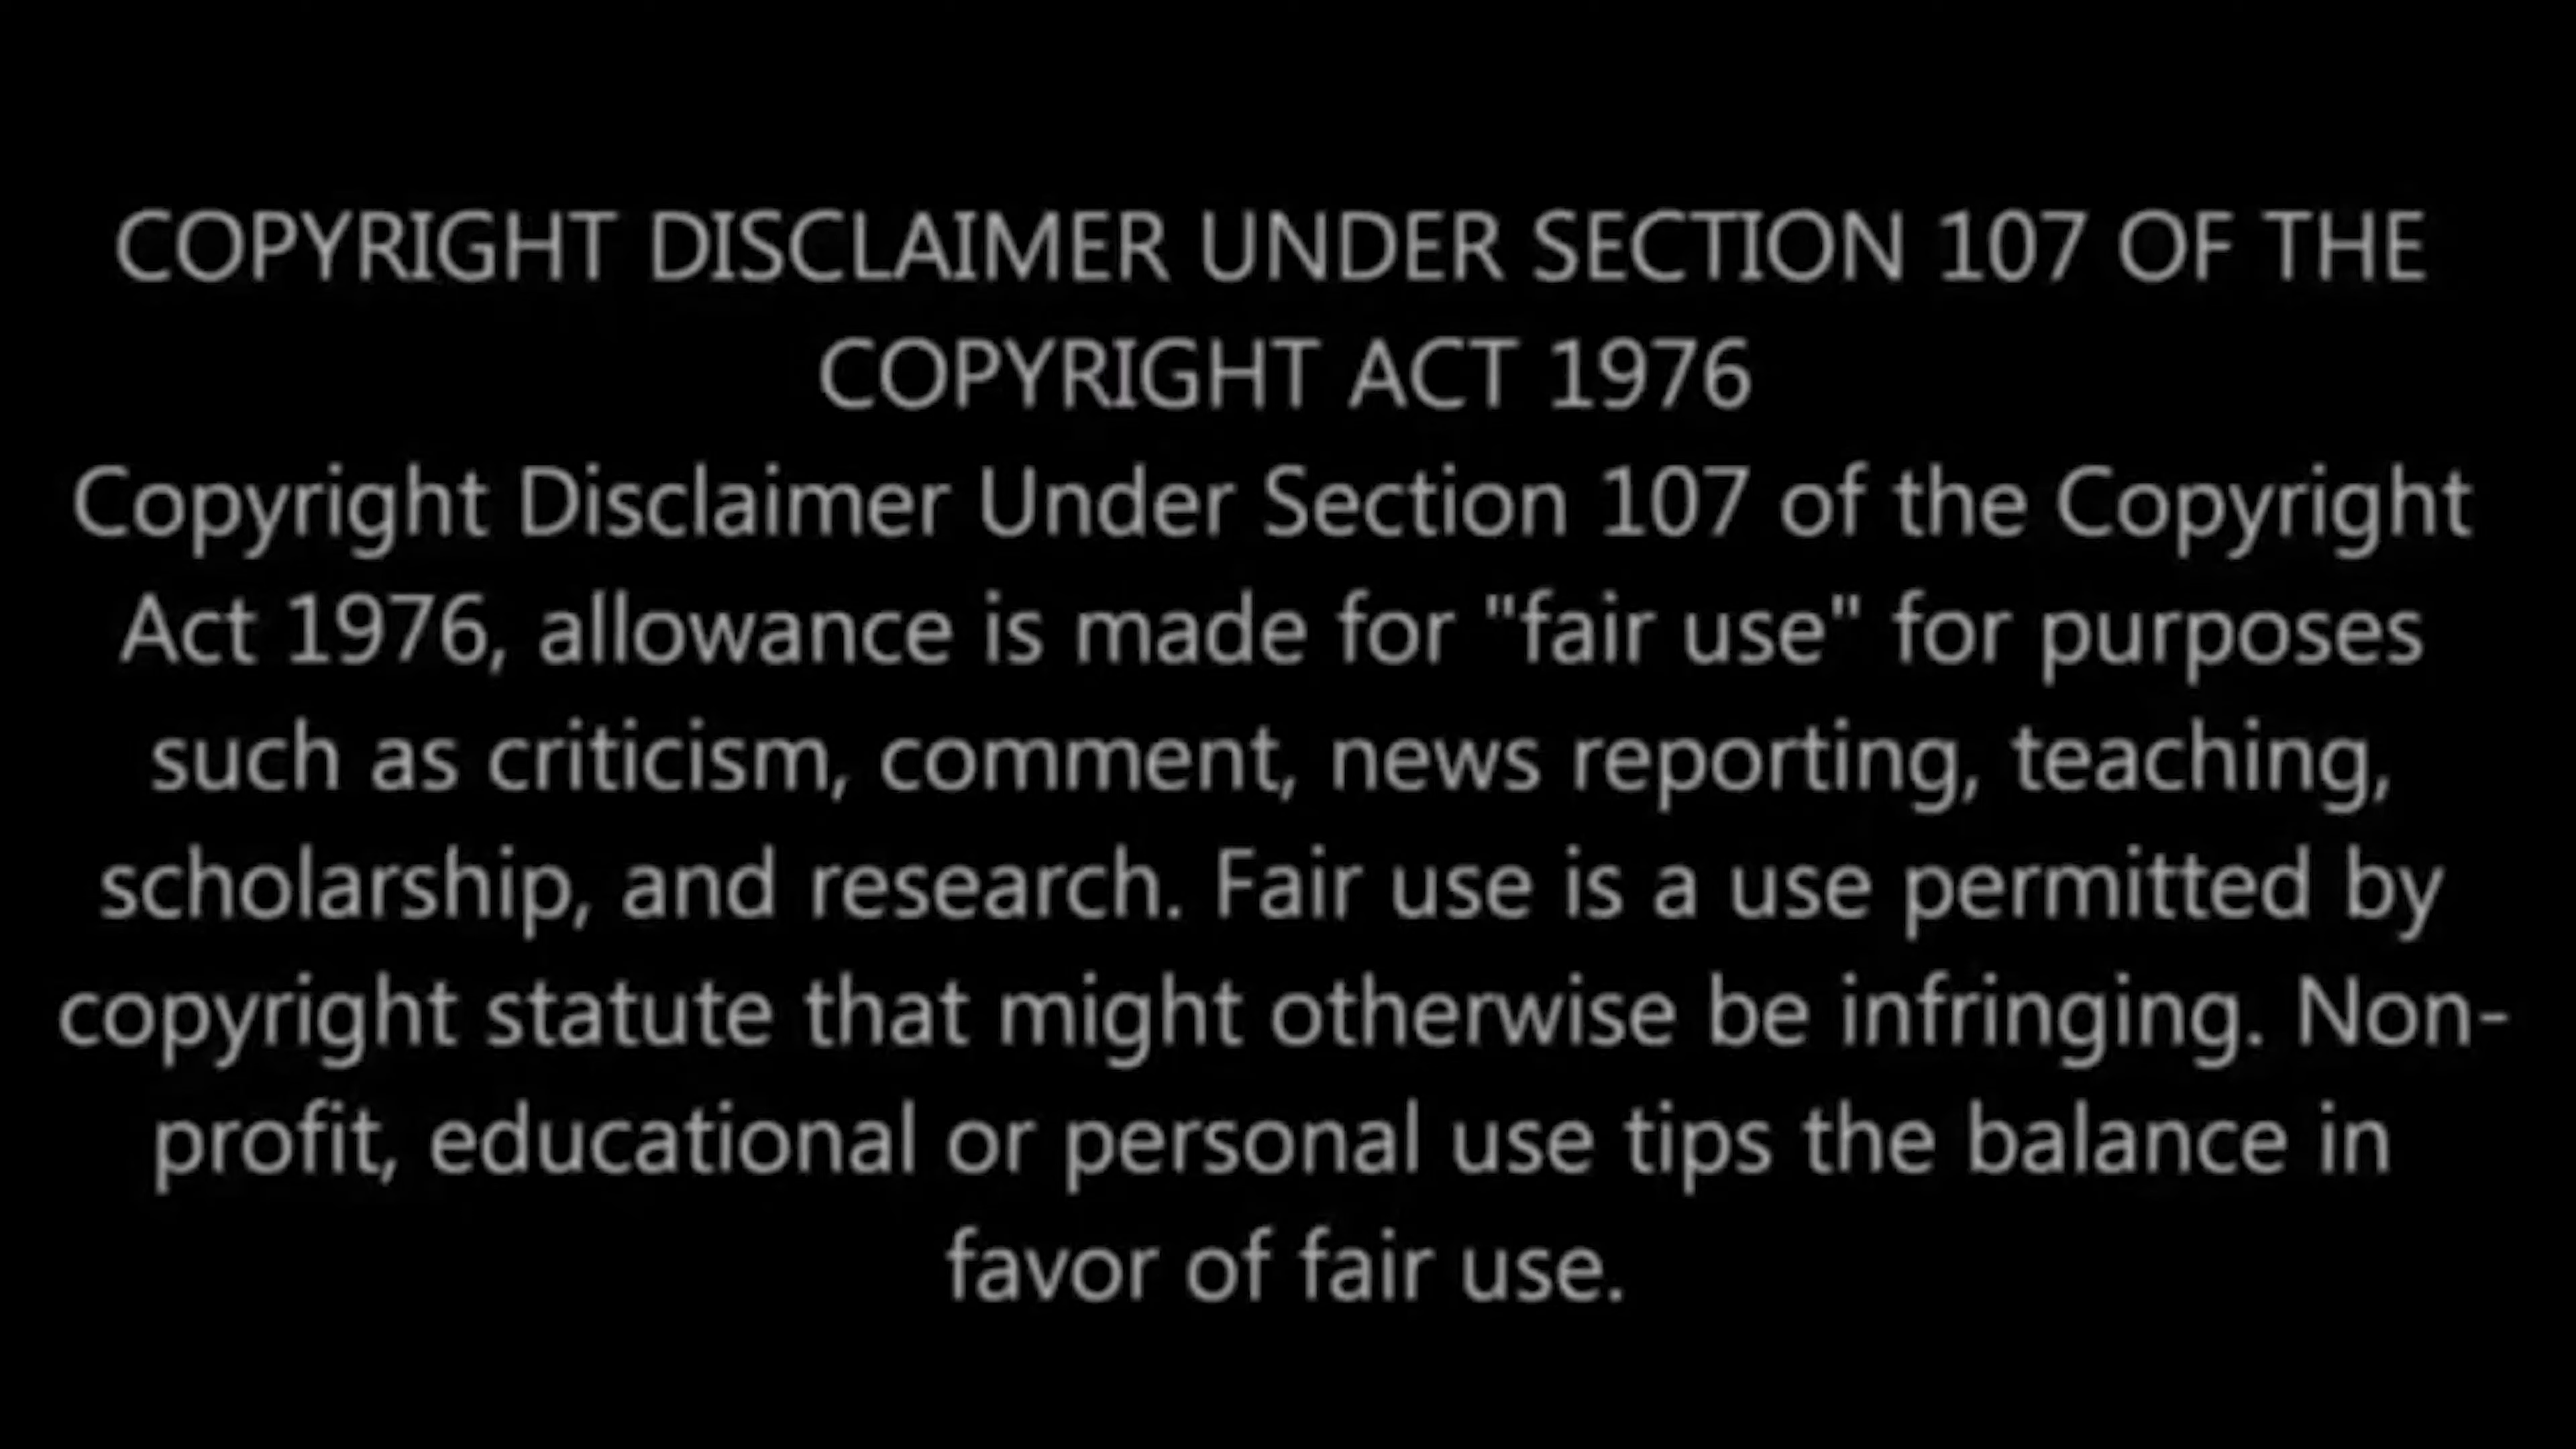 COPYRIGHT DISCLAIMER UNDER SECTION 107 OF THE
COPYRIGHT ACT 1976
Copyright Disclaimer Under Section 107 of the Copyright
Act 1976, allowance is made for "fair use" for purposes
such as criticism, comment, news reporting, teaching,
scholarship, and research. Fair use is a use permitted by
copyright statute that might otherwise be infringing. Non-
profit, educational or personal use tips the balance in
favor of fair use.